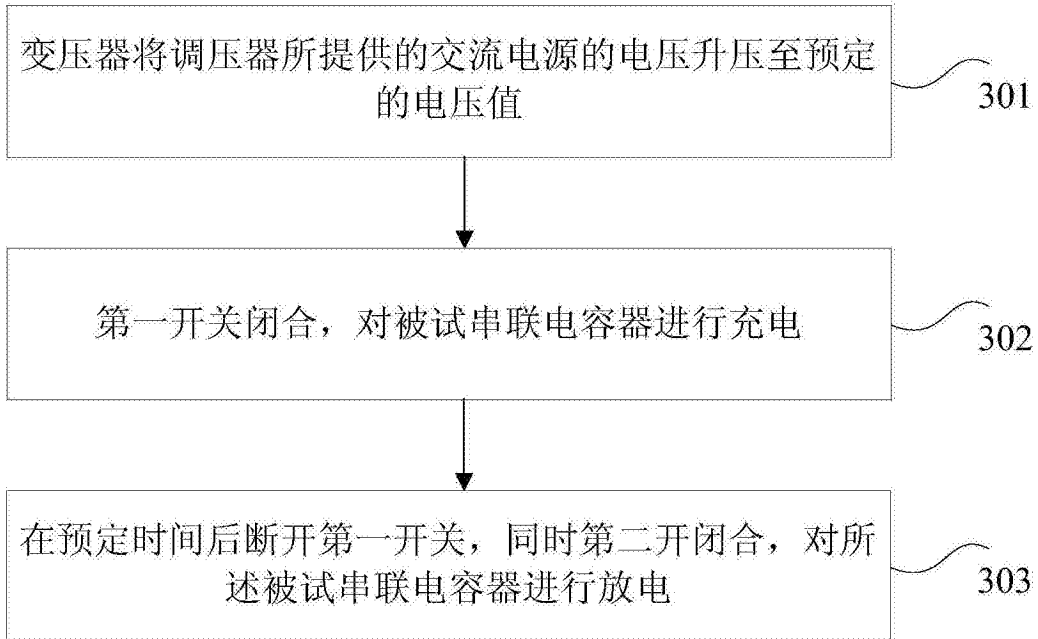 变压器将调压器所提供的交流电源的电压升压至预定
的电压值
301
第一开关闭合，对被试串联电容器进行充电
302
在预定时间后断开第一开关，同时第二开闭合，对所
述被试串联电容器进行放电
303